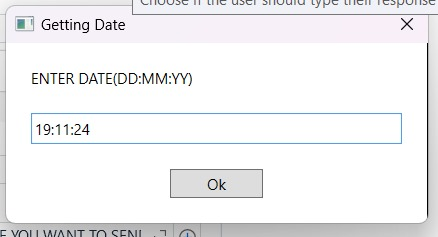 Choose if the user should type their response
Getting Date
ENTER DATE(DD:MM:YY)
19:11:24
Ok
E YOU WANT TO SEN